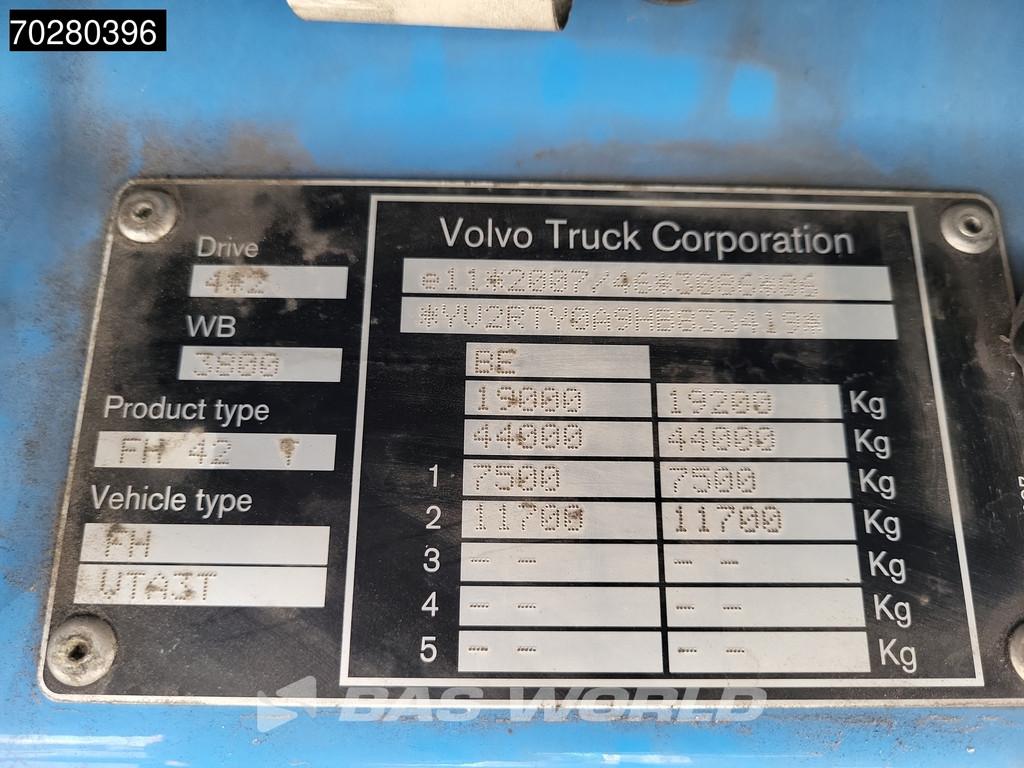 70280396
Volvo Truck Corporation
Drive
4*2
e11*2007/46*3086*06
*YV2RTY0A9HB833419*
WB
3800
BE
19000 19200 Kg
Product type
44000 44000 Kg
FH 42 T
1 7500 7500 Kg
Vehicle type
2 11700 11700 Kg
FH
3 --- -- --- -- Kg
VTA3T
4 --- -- --- -- Kg
5 --- -- --- -- Kg
BAS WORLD